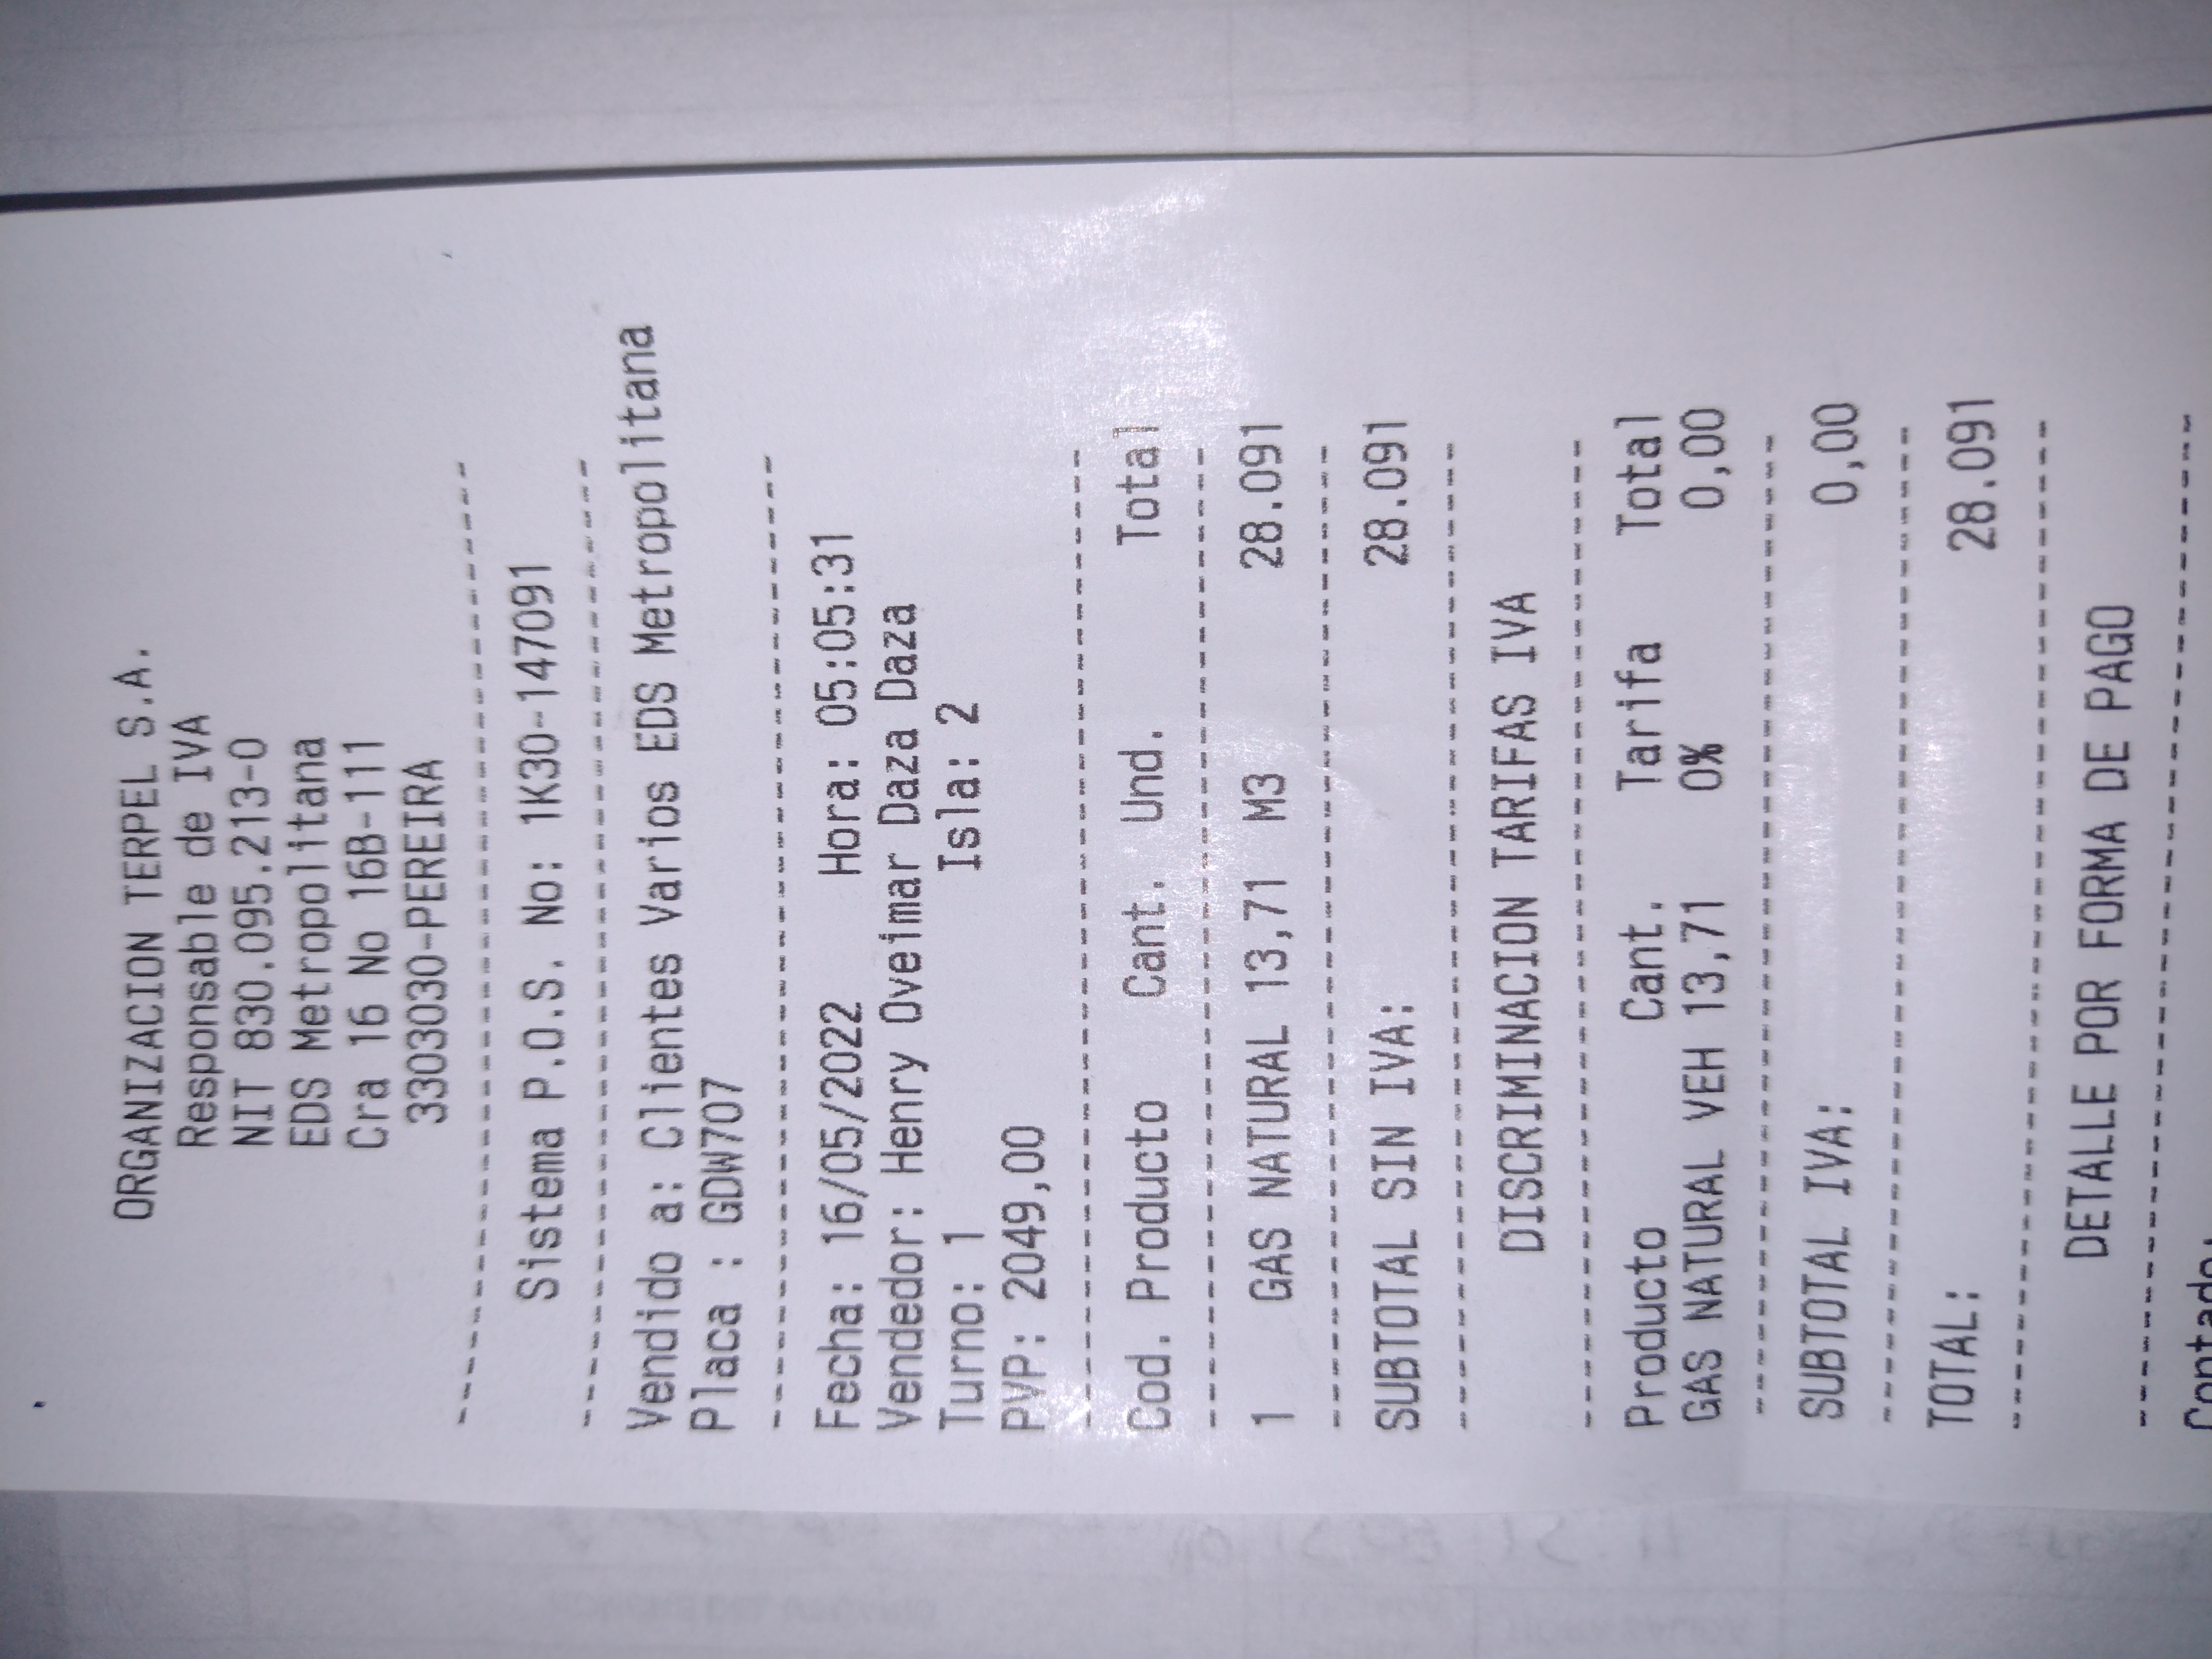 ORGANIZACION TERPEL S.A.
Responsable de IVA
NIT 830.095.213-0
EDS Metropolitana
Cra 16 No 16B-111
3303030-PEREIRA
--------------------------------
Sistema P.O.S. No: 1K30-147091
--------------------------------
Vendido a: Clientes Varios EDS Metropolitana
Placa : GDW707
--------------------------------
Fecha: 16/05/2022 Hora: 05:05:31
Vendedor: Henry Oveimar Daza Daza
Turno: 1 Isla: 2
PVP: 2049,00
--------------------------------
Cod. Producto Cant. Und. Total
--------------------------------
1 GAS NATURAL 13,71 M3 28.091
--------------------------------
SUBTOTAL SIN IVA: 28.091
--------------------------------
DISCRIMINACION TARIFAS IVA
--------------------------------
Producto Cant. Tarifa Total
GAS NATURAL VEH 13,71 0% 0,00
--------------------------------
SUBTOTAL IVA: 0,00
--------------------------------
TOTAL: 28.091
--------------------------------
DETALLE POR FORMA DE PAGO
--------------------------------